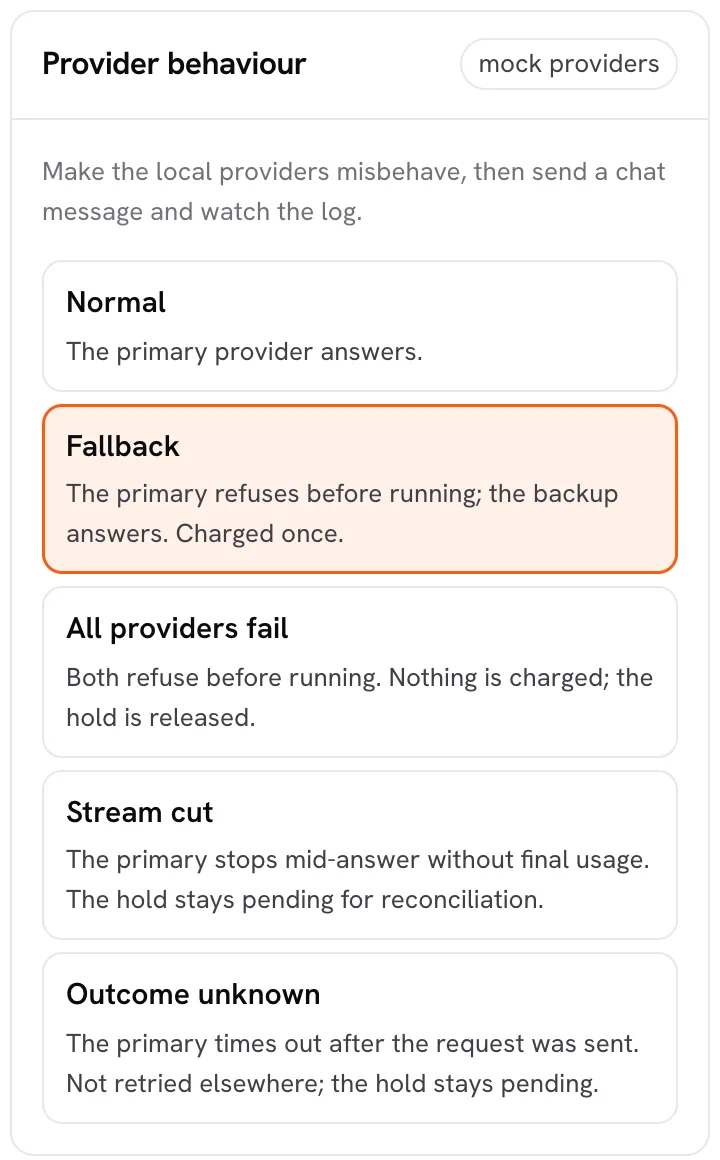 Provider behaviour
mock providers
Make the local providers misbehave, then send a chat
message and watch the log.
Normal
The primary provider answers.
Fallback
The primary refuses before running; the backup
answers. Charged once.
All providers fail
Both refuse before running. Nothing is charged; the
hold is released.
Stream cut
The primary stops mid-answer without final usage.
The hold stays pending for reconciliation.
Outcome unknown
The primary times out after the request was sent.
Not retried elsewhere; the hold stays pending.